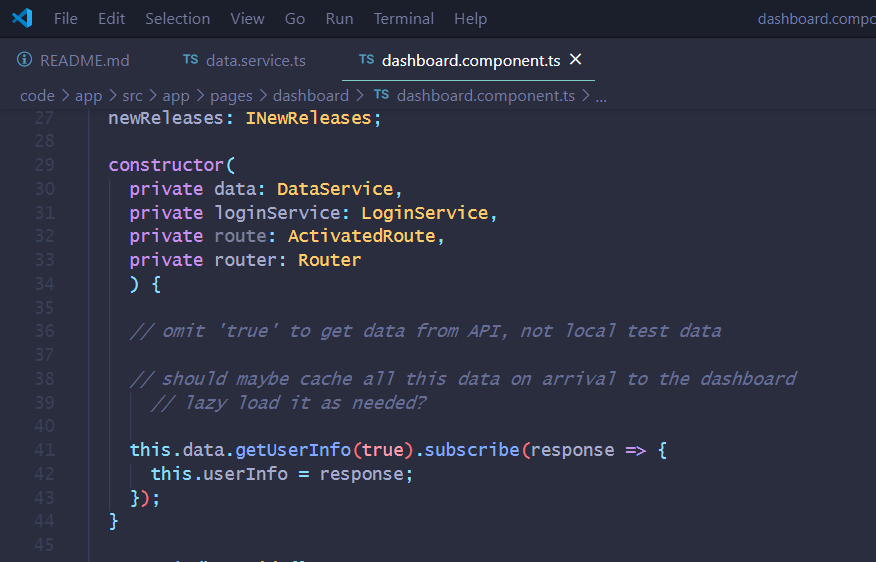 File Edit Selection View Go Run Terminal Help dashboard.compo
README.md TS data.service.ts TS dashboard.component.ts
code > app > src > app > pages > dashboard > TS dashboard.component.ts > ...
27 newReleases: INewReleases;
28
29 constructor(
30 private data: DataService,
31 private loginService: LoginService,
32 private route: ActivatedRoute,
33 private router: Router
34 ) {
35
36 // omit 'true' to get data from API, not local test data
37
38 // should maybe cache all this data on arrival to the dashboard
39 // lazy load it as needed?
40
41 this.data.getUserInfo(true).subscribe(response => {
42 this.userInfo = response;
43 });
44 }
45